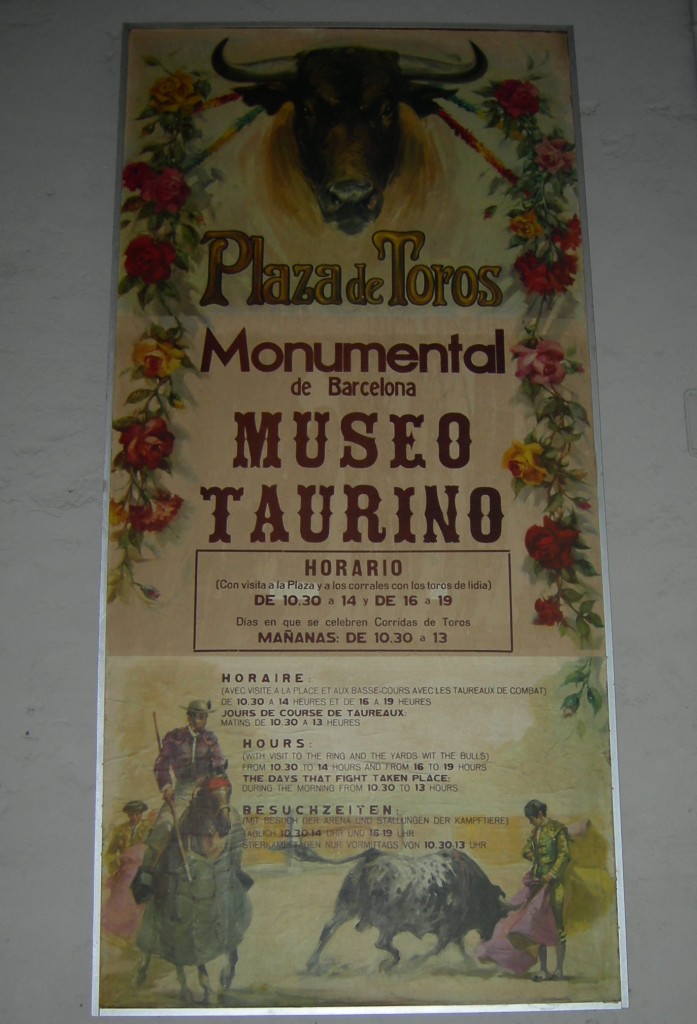 Plaza de Toros
Monumental
de Barcelona
MUSEO
TAURINO
HORARIO
(Con visita a la Plaza y a los corrales con los toros de lidia)
DE 10.30 a 14 y DE 16 a 19
Días en que se celebren Corridas de Toros
MAÑANAS: DE 10.30 a 13
HORAIRE:
(AVEC VISITE A LA PLACE ET AUX BASSE-COURS AVEC LES TAUREAUX DE COMBAT)
DE 10.30 A 14 HEURES ET DE 16 A 19 HEURES
JOURS DE COURSE DE TAUREAUX:
MATINS DE 10.30 A 13 HEURES
HOURS:
(WITH VISIT TO THE RING AND THE YARDS WIT THE BULLS)
FROM 10.30 TO 14 HOURS AND FROM 16 TO 19 HOURS
THE DAYS THAT FIGHT TAKEN PLACE:
DURING THE MORNING FROM 10.30 TO 13 HOURS
BESUCHZEITEN:
(MIT BESUCH DER ARENA UND STALLUNGEN DER KAMPFTIERE)
TÄGLICH 10.30 14 UHR UND 16 19 UHR
STIERKAMPFTAGEN NUR VORMITTAGS VON 10.30 13 UHR